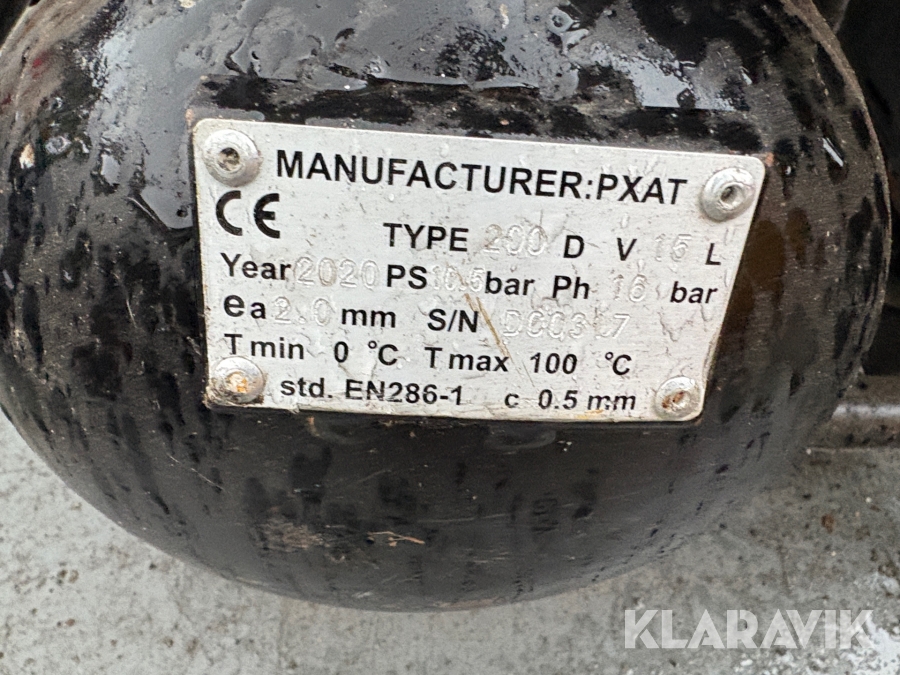 MANUFACTURER:PXAT
CE
TYPE 200 D V 15 L
Year 2020 PS 10.5 bar Ph 16 bar
ea 2.0 mm S/N
Tmin 0 °C Tmax 100 °C
std. EN286-1 c 0.5 mm
KLARAVIK